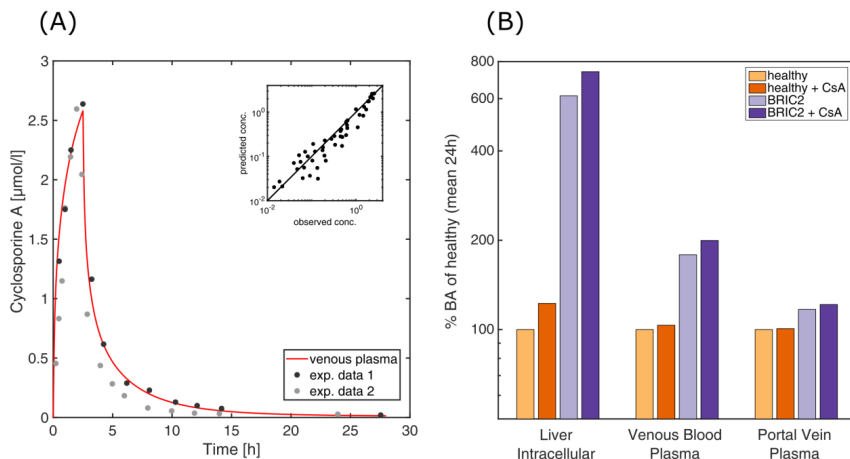 (A)
Cyclosporine A [µmol/l]
3
2.5
2
1.5
1
0.5
0
0 5 10 15 20 25 30
Time [h]
predicted conc.
10⁰
10⁻¹
10⁻²
10⁻² 10⁰
observed conc.
venous plasma
exp. data 1
exp. data 2
(B)
% BA of healthy (mean 24h)
800
600
400
200
100
healthy
healthy + CsA
BRIC2
BRIC2 + CsA
Liver
Intracellular
Venous Blood
Plasma
Portal Vein
Plasma